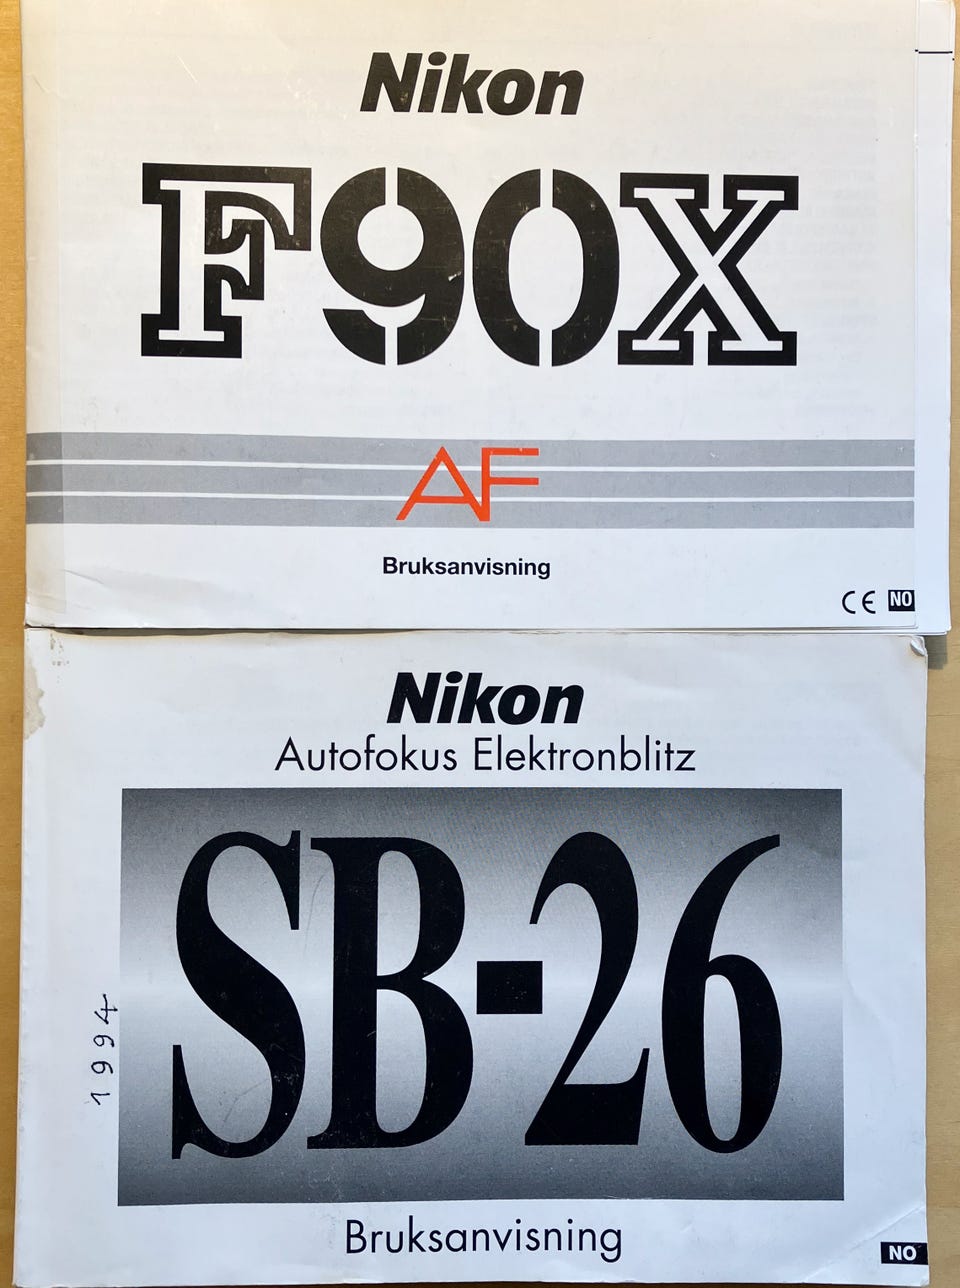 Nikon
F90X
AF
Bruksanvisning
CE NO
Nikon
Autofokus Elektronblitz
SB-26
1994
Bruksanvisning
NO